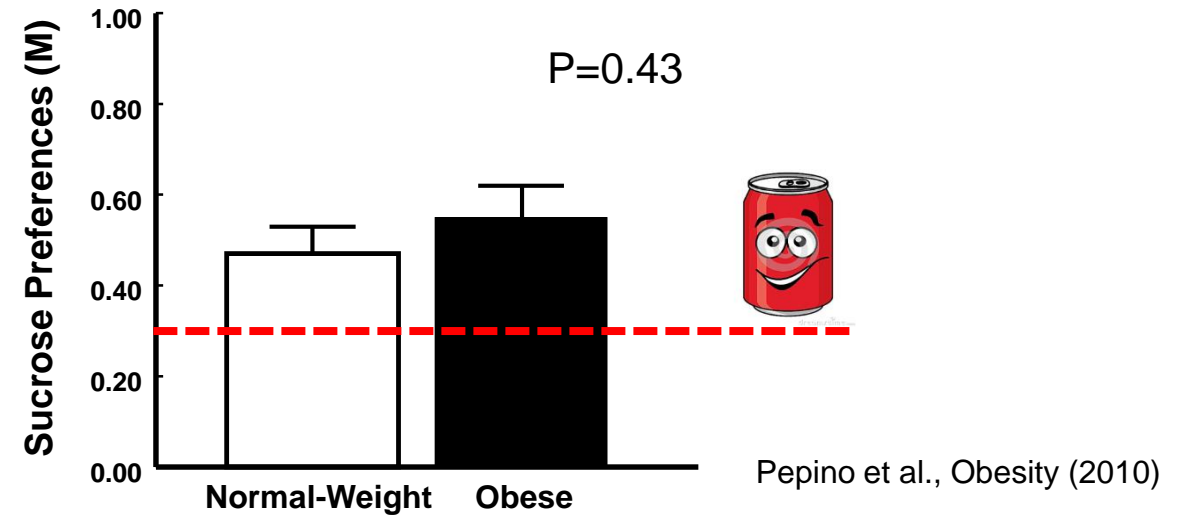 Sucrose Preferences (M)
1.00
0.80
0.60
0.40
0.20
0.00
P=0.43
Normal-Weight
Obese
Pepino et al., Obesity (2010)